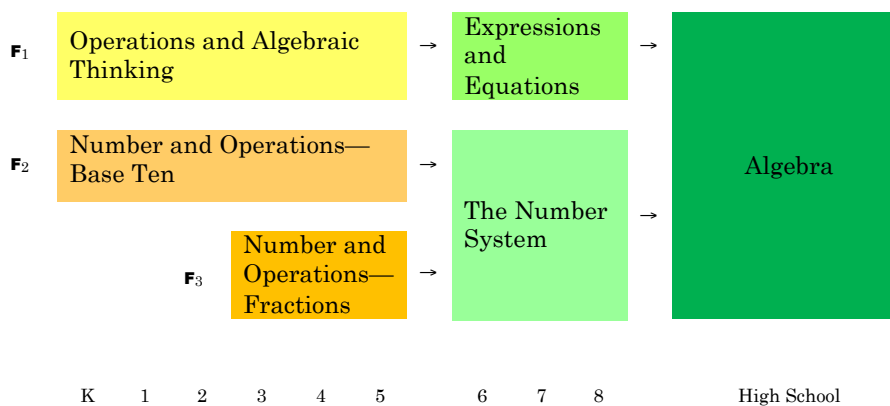 F₁
Operations and Algebraic
Thinking
→
Expressions
and
Equations
→
Algebra
F₂
Number and Operations—
Base Ten
→
The Number
System
→
F₃
Number and
Operations—
Fractions
→
K 1 2 3 4 5 6 7 8 High School